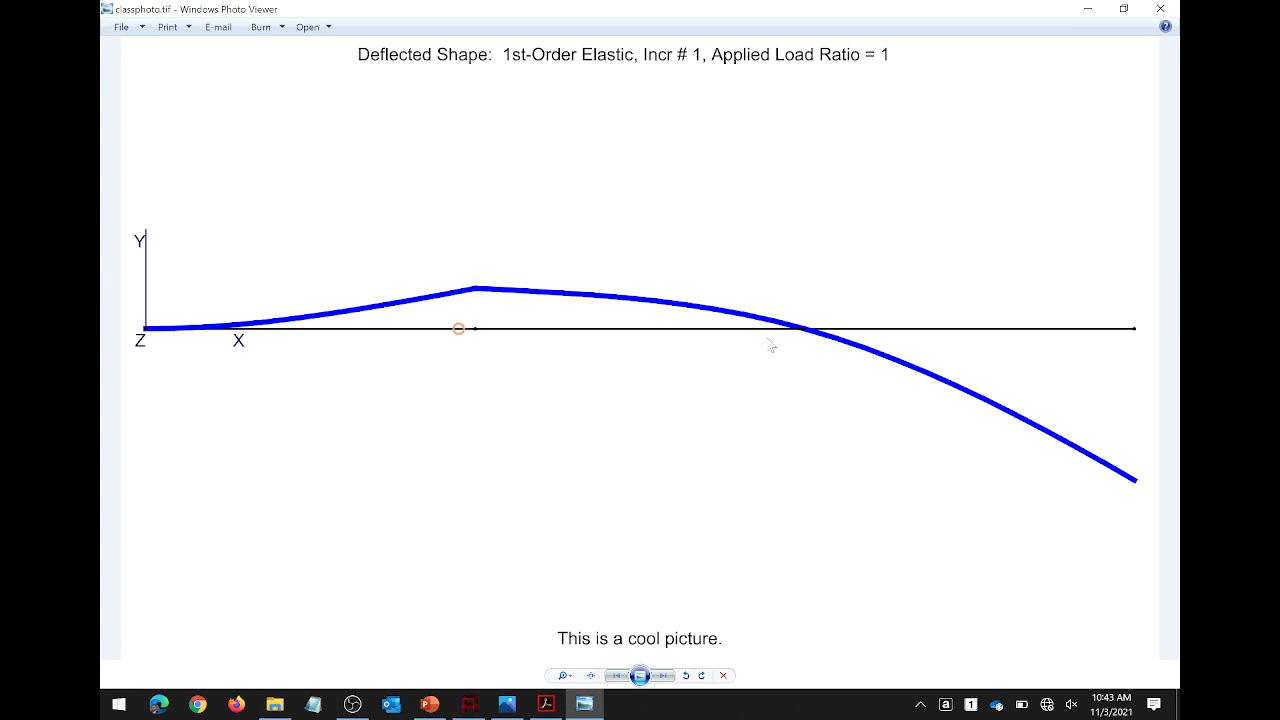 classphoto.tif - Windows Photo Viewer
File Print E-mail Burn Open
Deflected Shape: 1st-Order Elastic, Incr # 1, Applied Load Ratio = 1
Y
Z X
This is a cool picture.
a 1 10:43 AM
11/3/2021